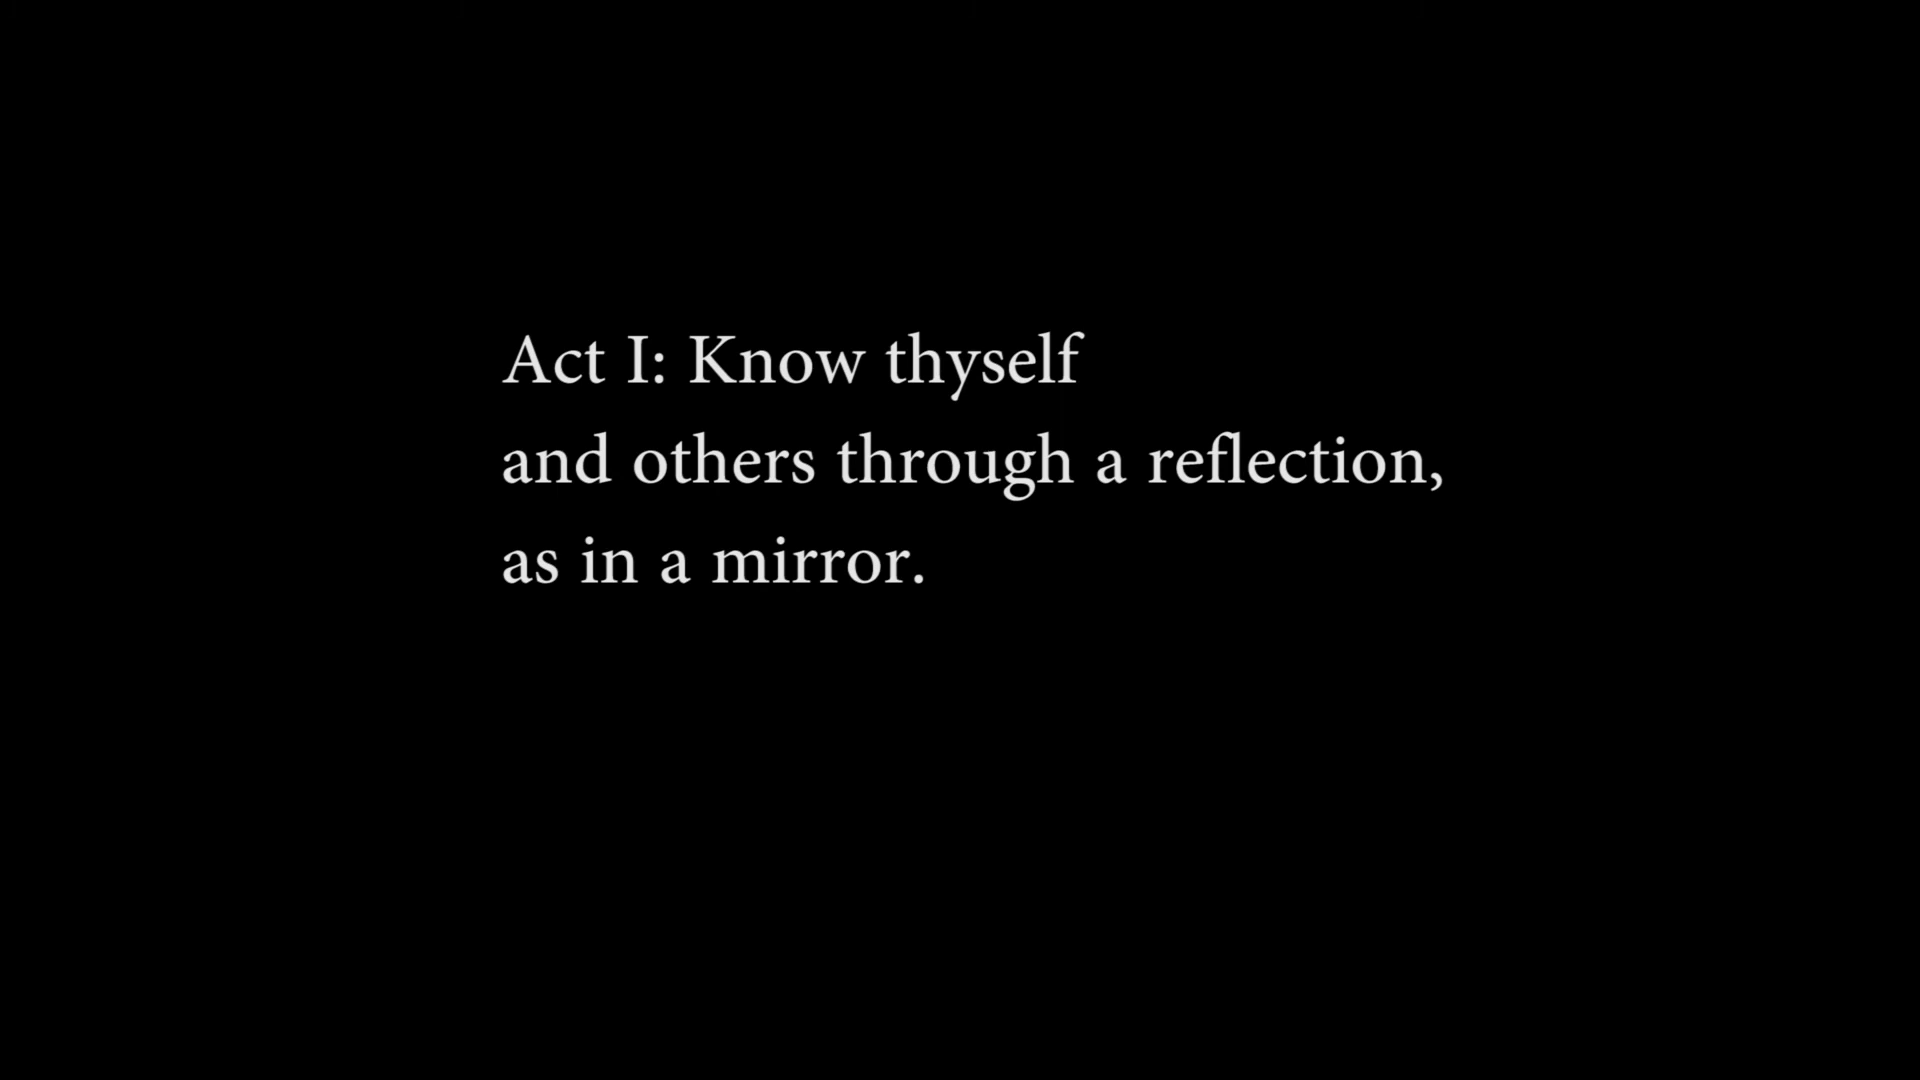 Act I: Know thyself
and others through a reflection,
as in a mirror.